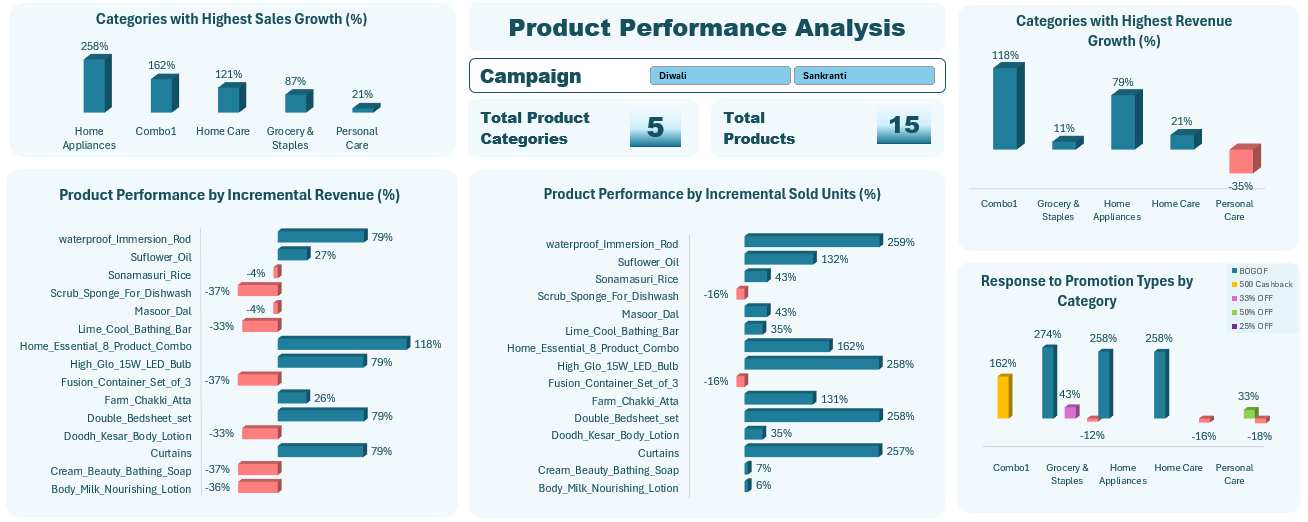 Categories with Highest Sales Growth (%)
258%
162%
121%
87%
21%
Home
Appliances
Combo1
Home Care
Grocery &
Staples
Personal
Care
Product Performance Analysis
Campaign
Diwali
Sankranti
Total Product
Categories
5
Total
Products
15
Categories with Highest Revenue
Growth (%)
118%
11%
79%
21%
-35%
Combo1
Grocery &
Staples
Home
Appliances
Home Care
Personal
Care
Product Performance by Incremental Revenue (%)
waterproof_Immersion_Rod 79%
Suflower_Oil 27%
Sonamasuri_Rice -4%
Scrub_Sponge_For_Dishwash -37%
Masoor_Dal -4%
Lime_Cool_Bathing_Bar -33%
Home_Essential_8_Product_Combo 118%
High_Glo_15W_LED_Bulb 79%
Fusion_Container_Set_of_3 -37%
Farm_Chakki_Atta 26%
Double_Bedsheet_set 79%
Doodh_Kesar_Body_Lotion -33%
Curtains 79%
Cream_Beauty_Bathing_Soap -37%
Body_Milk_Nourishing_Lotion -36%
Product Performance by Incremental Sold Units (%)
waterproof_Immersion_Rod 259%
Suflower_Oil 132%
Sonamasuri_Rice 43%
Scrub_Sponge_For_Dishwash -16%
Masoor_Dal 43%
Lime_Cool_Bathing_Bar 35%
Home_Essential_8_Product_Combo 162%
High_Glo_15W_LED_Bulb 258%
Fusion_Container_Set_of_3 -16%
Farm_Chakki_Atta 131%
Double_Bedsheet_set 258%
Doodh_Kesar_Body_Lotion 35%
Curtains 257%
Cream_Beauty_Bathing_Soap 7%
Body_Milk_Nourishing_Lotion 6%
Response to Promotion Types by
Category
BOGOF
500 Cashback
33% OFF
50% OFF
25% OFF
162%
274%
43%
-12%
258%
258%
-16%
33%
-18%
Combo1
Grocery &
Staples
Home
Appliances
Home Care
Personal
Care